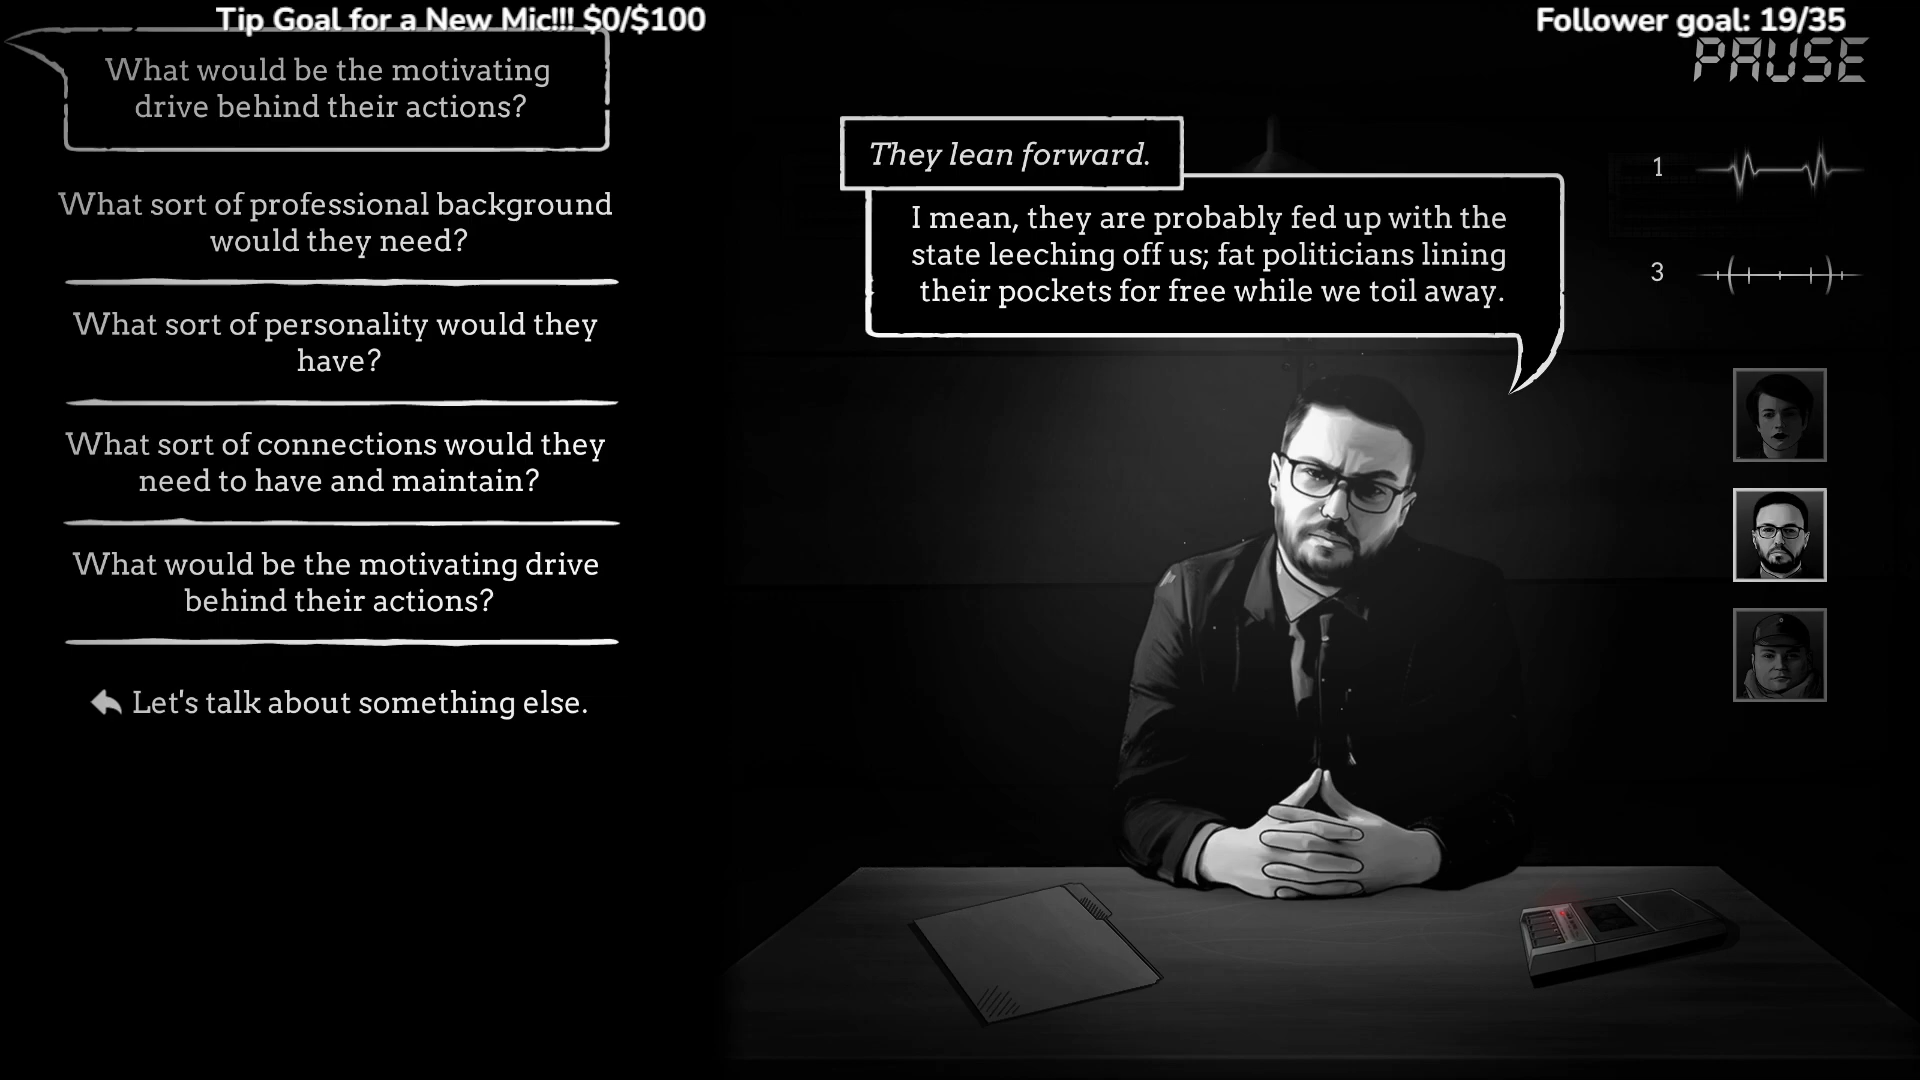 Tip Goal for a New Mic!!! $0/$100
Follower goal: 19/35
PAUSE
What would be the motivating
drive behind their actions?
What sort of professional background
would they need?
What sort of personality would they
have?
What sort of connections would they
need to have and maintain?
What would be the motivating drive
behind their actions?
Let's talk about something else.
They lean forward.
I mean, they are probably fed up with the
state leeching off us; fat politicians lining
their pockets for free while we toil away.
1
3